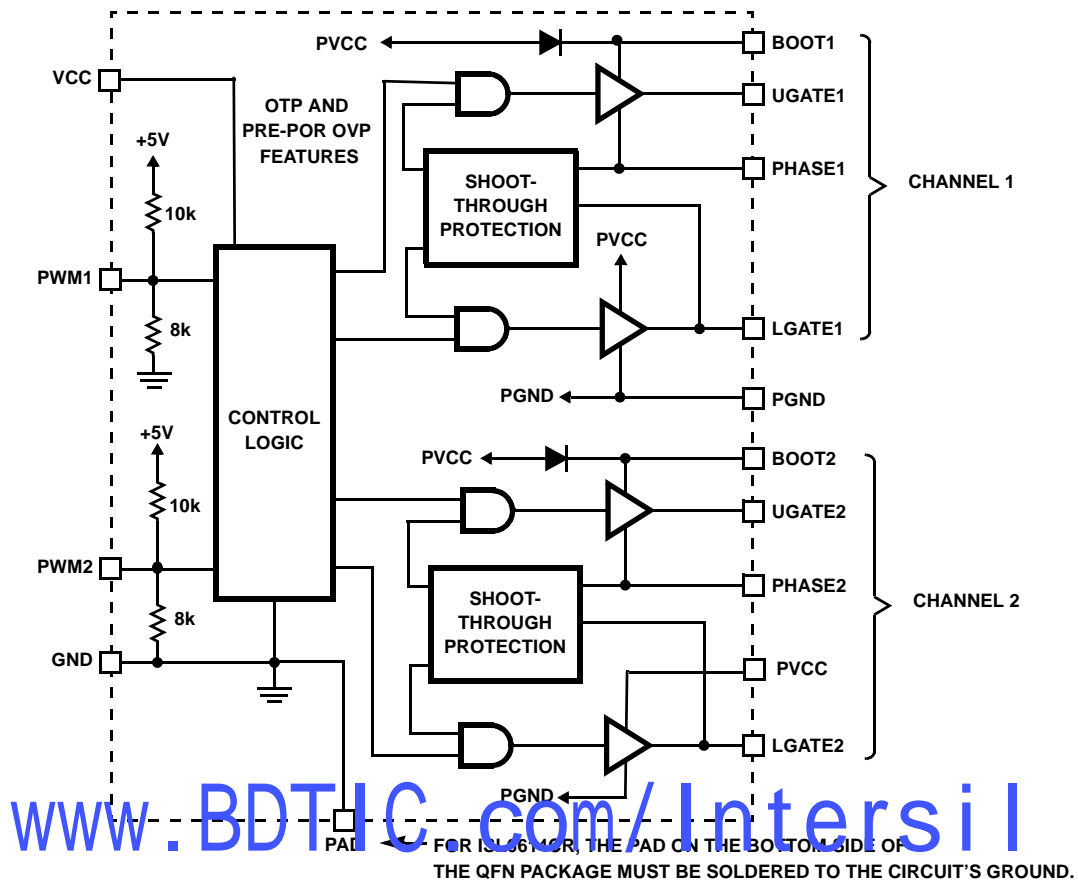 PVCC
BOOT1
VCC
OTP AND
PRE-POR OVP
FEATURES
UGATE1
+5V
10k
SHOOT-
THROUGH
PROTECTION
PHASE1
CHANNEL 1
PVCC
PWM1
8k
LGATE1
PGND
PGND
CONTROL
LOGIC
+5V
PVCC
BOOT2
10k
UGATE2
PWM2
SHOOT-
THROUGH
PROTECTION
PHASE2
CHANNEL 2
8k
GND
PVCC
LGATE2
PGND
www.BDTIC.com/Intersil
PAD
FOR THE PAD ON THE BOTTOM SIDE OF
THE QFN PACKAGE MUST BE SOLDERED TO THE CIRCUIT'S GROUND.